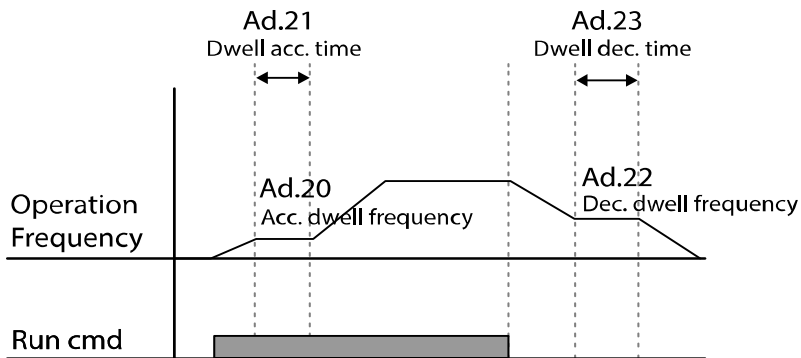 Ad.21
Dwell acc. time
Ad.23
Dwell dec. time
Ad.20
Acc. dwell frequency
Ad.22
Dec. dwell frequency
Operation
Frequency
Run cmd